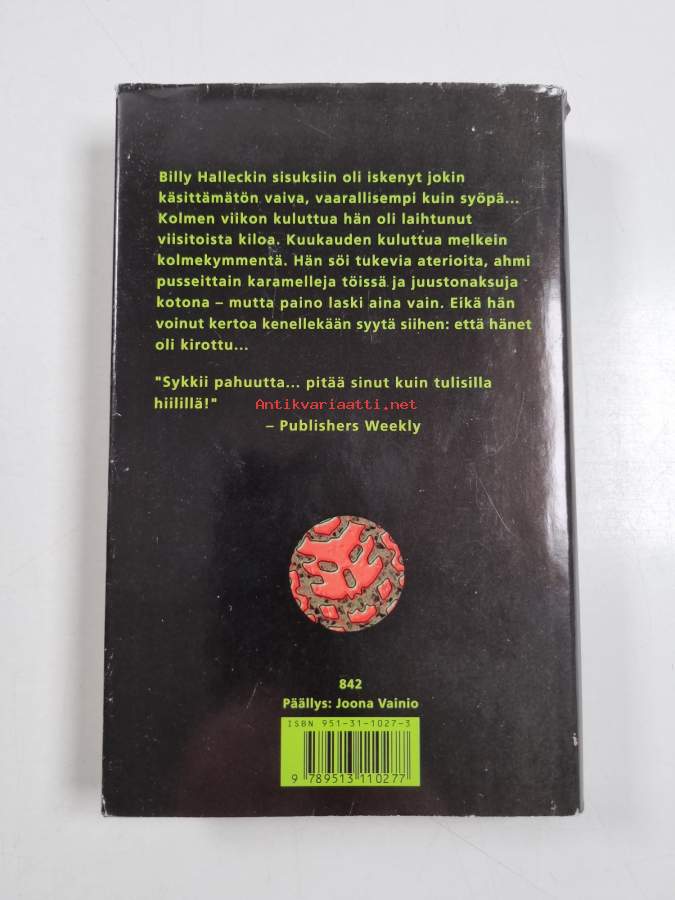 Billy Halleckin sisuksiin oli iskenyt jokin
käsittämätön vaiva, vaarallisempi kuin syöpä...
Kolmen viikon kuluttua hän oli laihtunut
viisitoista kiloa. Kuukauden kuluttua melkein
kolmekymmentä. Hän söi tukevia aterioita, ahmi
pusseittain karamelleja töissä ja juustonaksuja
kotona – mutta paino laski aina vain. Eikä hän
voinut kertoa kenellekään syytä siihen: että hänet
oli kirottu...
"Sykkii pahuutta... pitää sinut kuin tulisilla
hiilillä!"
Antikvariaatti.net
– Publishers Weekly
842
Päällys: Joona Vainio
ISBN 951-31-1027-3
9 789513 110277